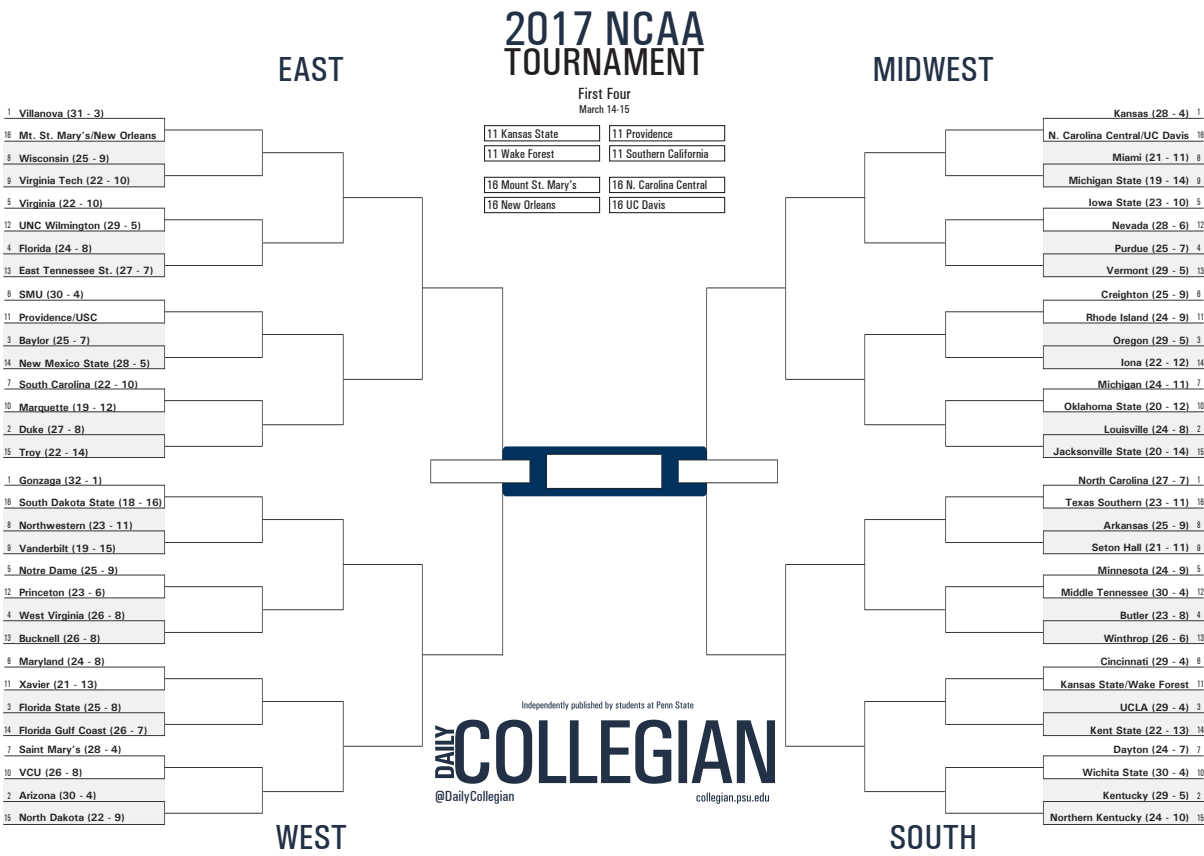 2017 NCAA
TOURNAMENT
First Four
March 14-15
11 Kansas State
11 Wake Forest
11 Providence
11 Southern California
16 Mount St. Mary's
16 New Orleans
16 N. Carolina Central
16 UC Davis
EAST
1 Villanova (31 - 3)
16 Mt. St. Mary's/New Orleans
8 Wisconsin (25 - 9)
9 Virginia Tech (22 - 10)
5 Virginia (22 - 10)
12 UNC Wilmington (29 - 5)
4 Florida (24 - 8)
13 East Tennessee St. (27 - 7)
6 SMU (30 - 4)
11 Providence/USC
3 Baylor (25 - 7)
14 New Mexico State (28 - 5)
7 South Carolina (22 - 10)
10 Marquette (19 - 12)
2 Duke (27 - 8)
15 Troy (22 - 14)
1 Gonzaga (32 - 1)
16 South Dakota State (18 - 16)
8 Northwestern (23 - 11)
9 Vanderbilt (19 - 15)
5 Notre Dame (25 - 9)
12 Princeton (23 - 6)
4 West Virginia (26 - 8)
13 Bucknell (26 - 8)
6 Maryland (24 - 8)
11 Xavier (21 - 13)
3 Florida State (25 - 8)
14 Florida Gulf Coast (26 - 7)
7 Saint Mary's (28 - 4)
10 VCU (26 - 8)
2 Arizona (30 - 4)
15 North Dakota (22 - 9)
WEST
MIDWEST
Kansas (28 - 4) 1
N. Carolina Central/UC Davis 16
Miami (21 - 11) 8
Michigan State (19 - 14) 9
Iowa State (23 - 10) 5
Nevada (28 - 6) 12
Purdue (25 - 7) 4
Vermont (29 - 5) 13
Creighton (25 - 9) 6
Rhode Island (24 - 9) 11
Oregon (29 - 5) 3
Iona (22 - 12) 14
Michigan (24 - 11) 7
Oklahoma State (20 - 12) 10
Louisville (24 - 8) 2
Jacksonville State (20 - 14) 15
North Carolina (27 - 7) 1
Texas Southern (23 - 11) 16
Arkansas (25 - 9) 8
Seton Hall (21 - 11) 9
Minnesota (24 - 9) 5
Middle Tennessee (30 - 4) 12
Butler (23 - 8) 4
Winthrop (26 - 6) 13
Cincinnati (29 - 4) 6
Kansas State/Wake Forest 11
UCLA (29 - 4) 3
Kent State (22 - 13) 14
Dayton (24 - 7) 7
Wichita State (30 - 4) 10
Kentucky (29 - 5) 2
Northern Kentucky (24 - 10) 15
SOUTH
Independently published by students at Penn State
DAILY COLLEGIAN
@DailyCollegian
collegian.psu.edu